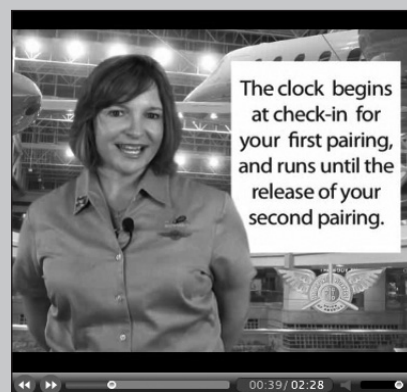 The clock begins
at check-in for
your first pairing,
and runs until the
release of your
second pairing.
00:39/02:28